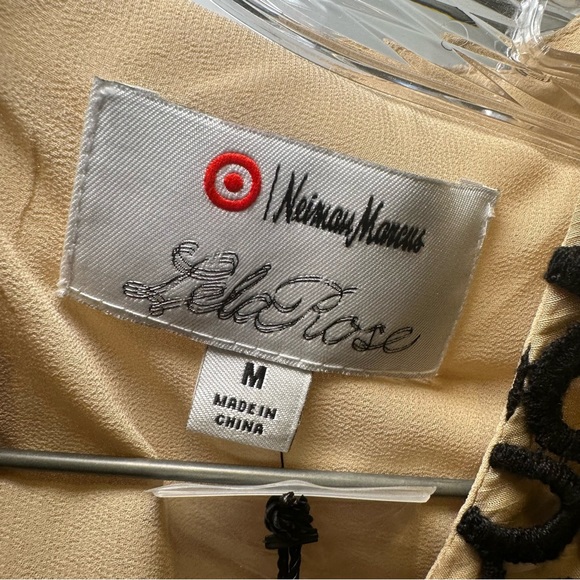 | Neiman Marcus
Lela Rose
M
MADE IN
CHINA